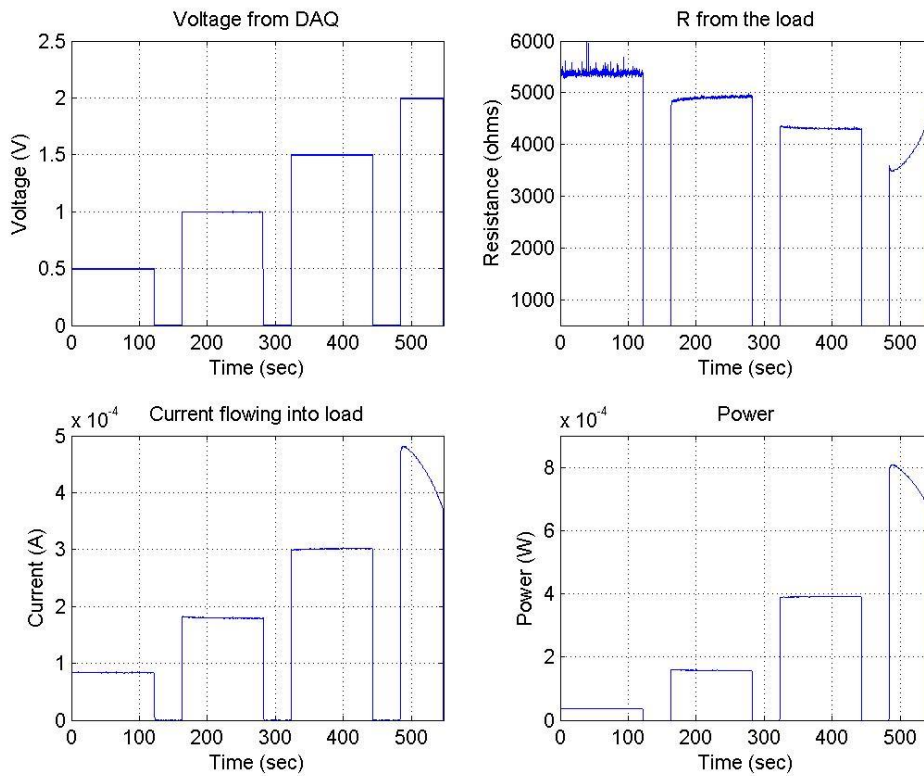 Voltage from DAQ
2.5
2
1.5
1
0.5
0
0 100 200 300 400 500
Voltage (V)
Time (sec)
R from the load
6000
5000
4000
3000
2000
1000
0 100 200 300 400 500
Resistance (ohms)
Time (sec)
x 10⁻⁴
Current flowing into load
5
4
3
2
1
0
0 100 200 300 400 500
Current (A)
Time (sec)
x 10⁻⁴
Power
8
6
4
2
0
0 100 200 300 400 500
Power (W)
Time (sec)